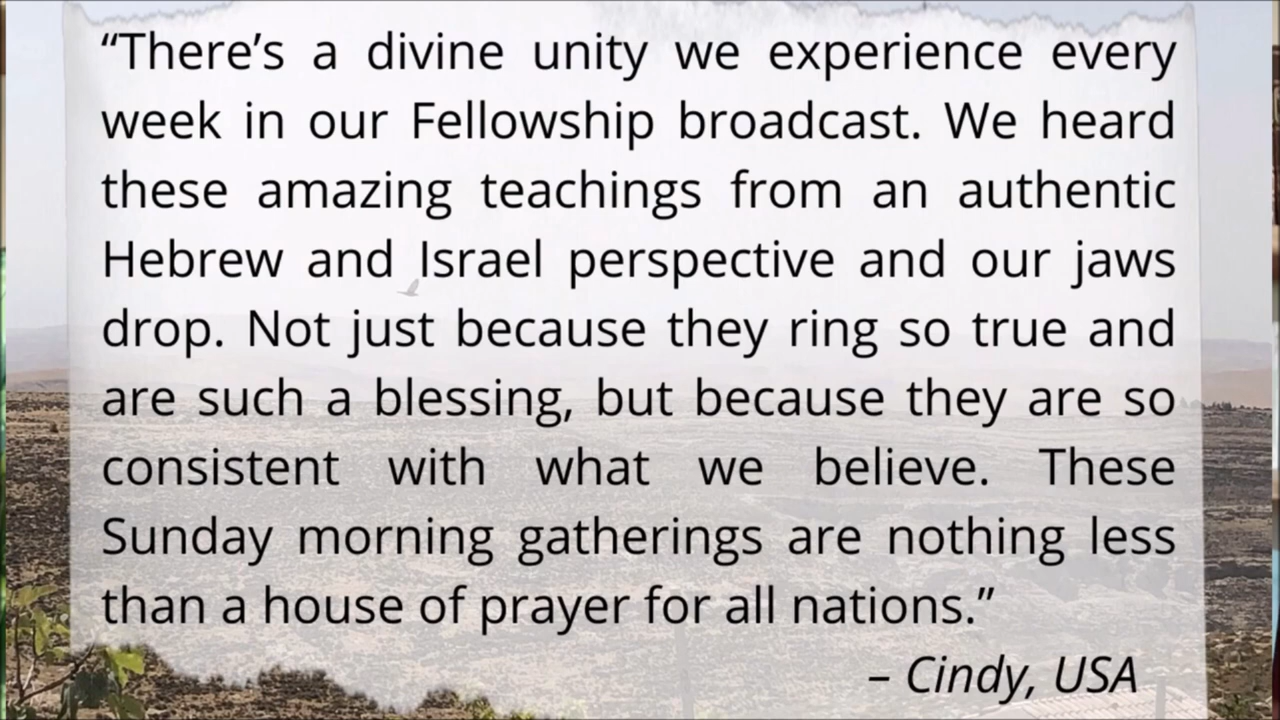 “There’s a divine unity we experience every
week in our Fellowship broadcast. We heard
these amazing teachings from an authentic
Hebrew and Israel perspective and our jaws
drop. Not just because they ring so true and
are such a blessing, but because they are so
consistent with what we believe. These
Sunday morning gatherings are nothing less
than a house of prayer for all nations.”
– Cindy, USA